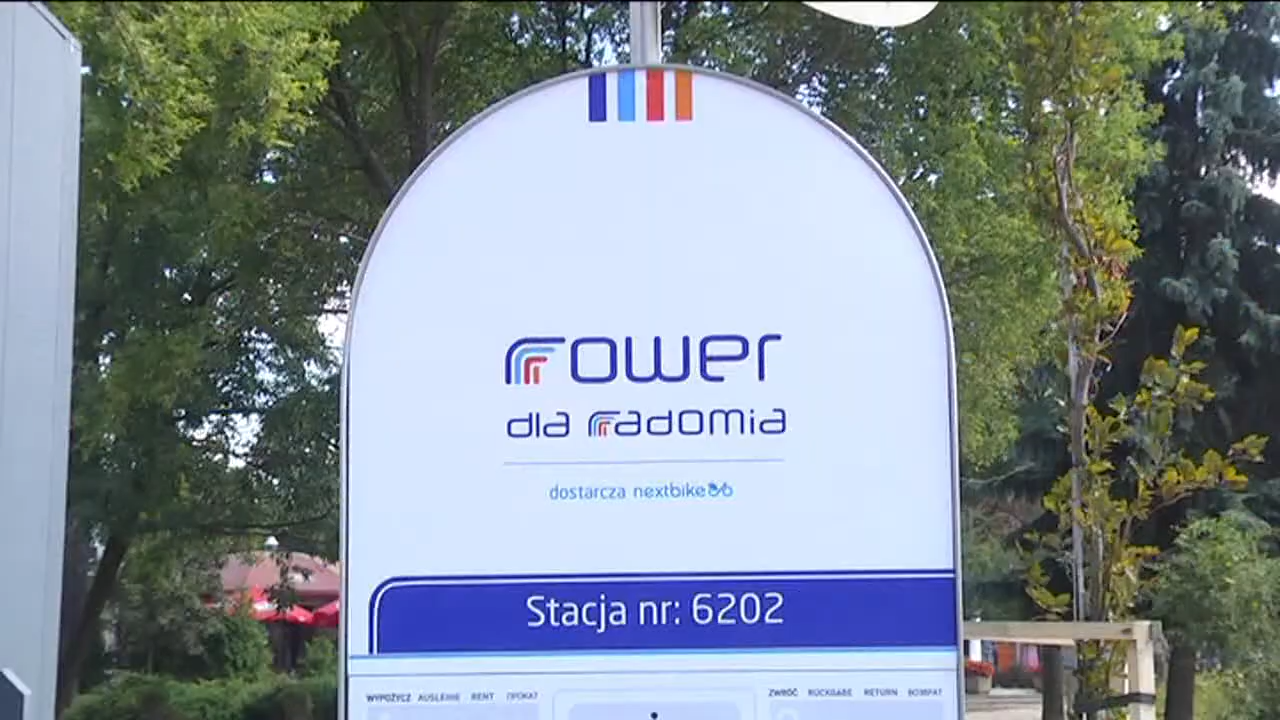 rower
dla radomia
dostarcza nextbike
Stacja nr: 6202
WYPOŻYCZ AUSLEIHE RENT ПРОКАТ
ZWRÓĆ RÜCKGABE RETURN ВОЗВРАТ